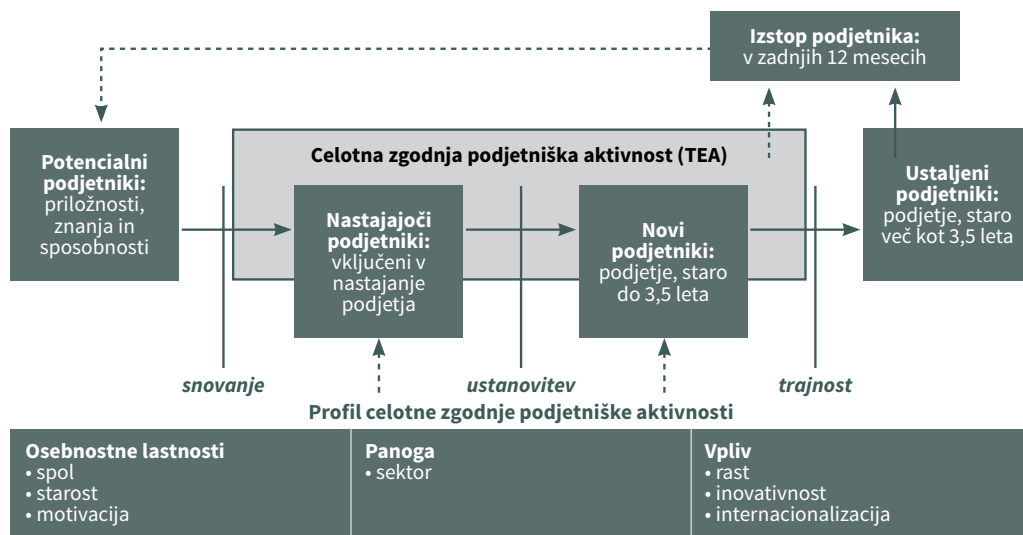 Izstop podjetnika:
v zadnjih 12 mesecih
Potencialni
podjetniki:
priložnosti,
znanja in
sposobnosti
Celotna zgodnja podjetniška aktivnost (TEA)
Nastajajoči
podjetniki:
vključeni v
nastajanje
podjetja
Novi
podjetniki:
podjetje, staro
do 3,5 leta
Ustaljeni
podjetniki:
podjetje, staro
več kot 3,5 leta
snovanje
ustanovitev
trajnost
Profil celotne zgodnje podjetniške aktivnosti
Osebnostne lastnosti
• spol
• starost
• motivacija
Panoga
• sektor
Vpliv
• rast
• inovativnost
• internacionalizacija